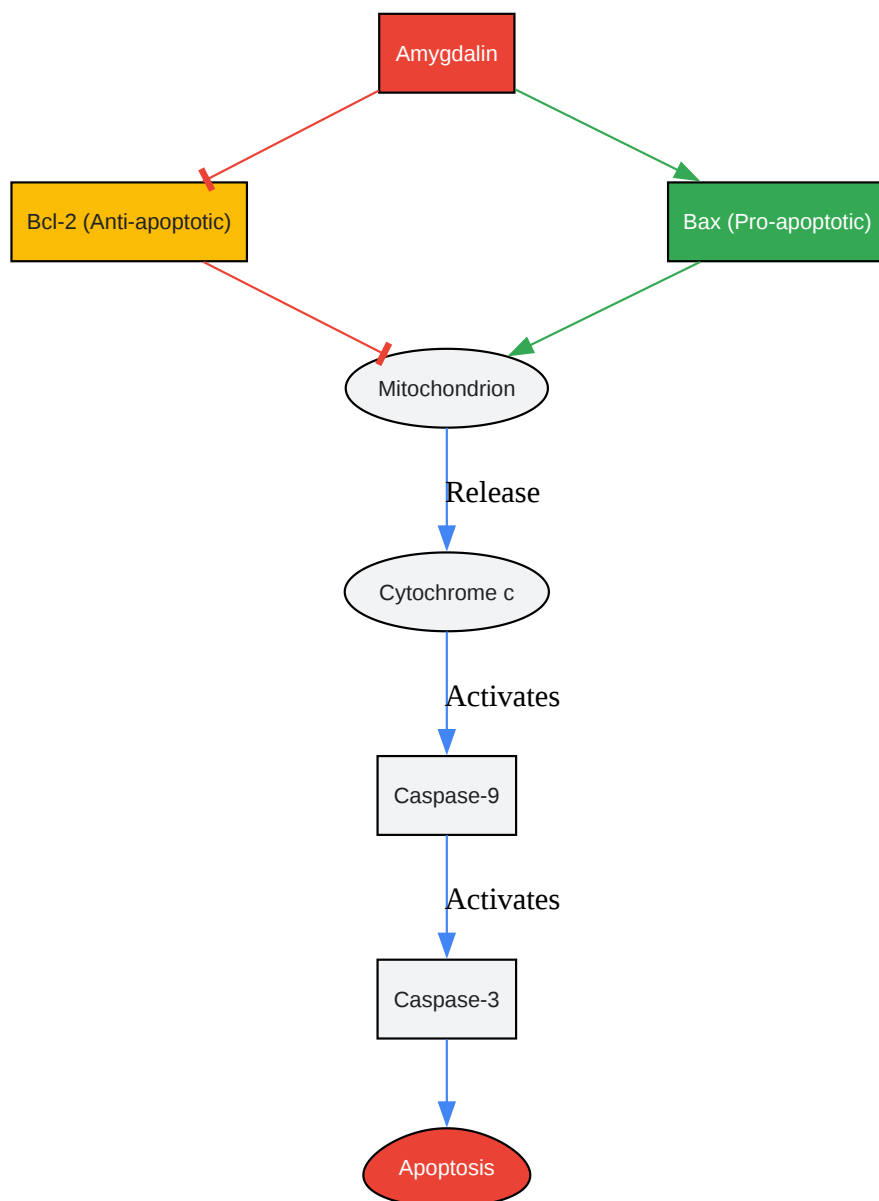 Amygdalin
Bcl-2 (Anti-apoptotic)
Bax (Pro-apoptotic)
Mitochondrion
Release
Cytochrome c
Activates
Caspase-9
Activates
Caspase-3
Apoptosis